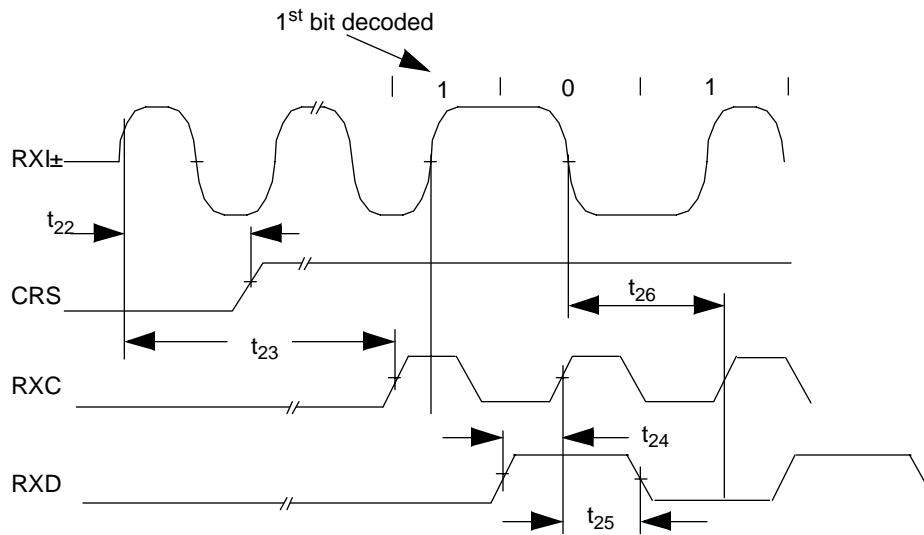 1st bit decoded
| 1 | 0 | 1 |
RXI±
t22
CRS
t26
t23
RXC
t24
RXD
t25